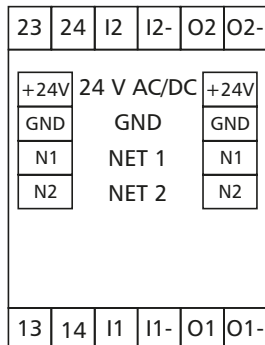 23 24 I2 I2- O2 O2-
+24V 24 V AC/DC +24V
GND GND GND
N1 NET 1 N1
N2 NET 2 N2
13 14 I1 I1- O1 O1-